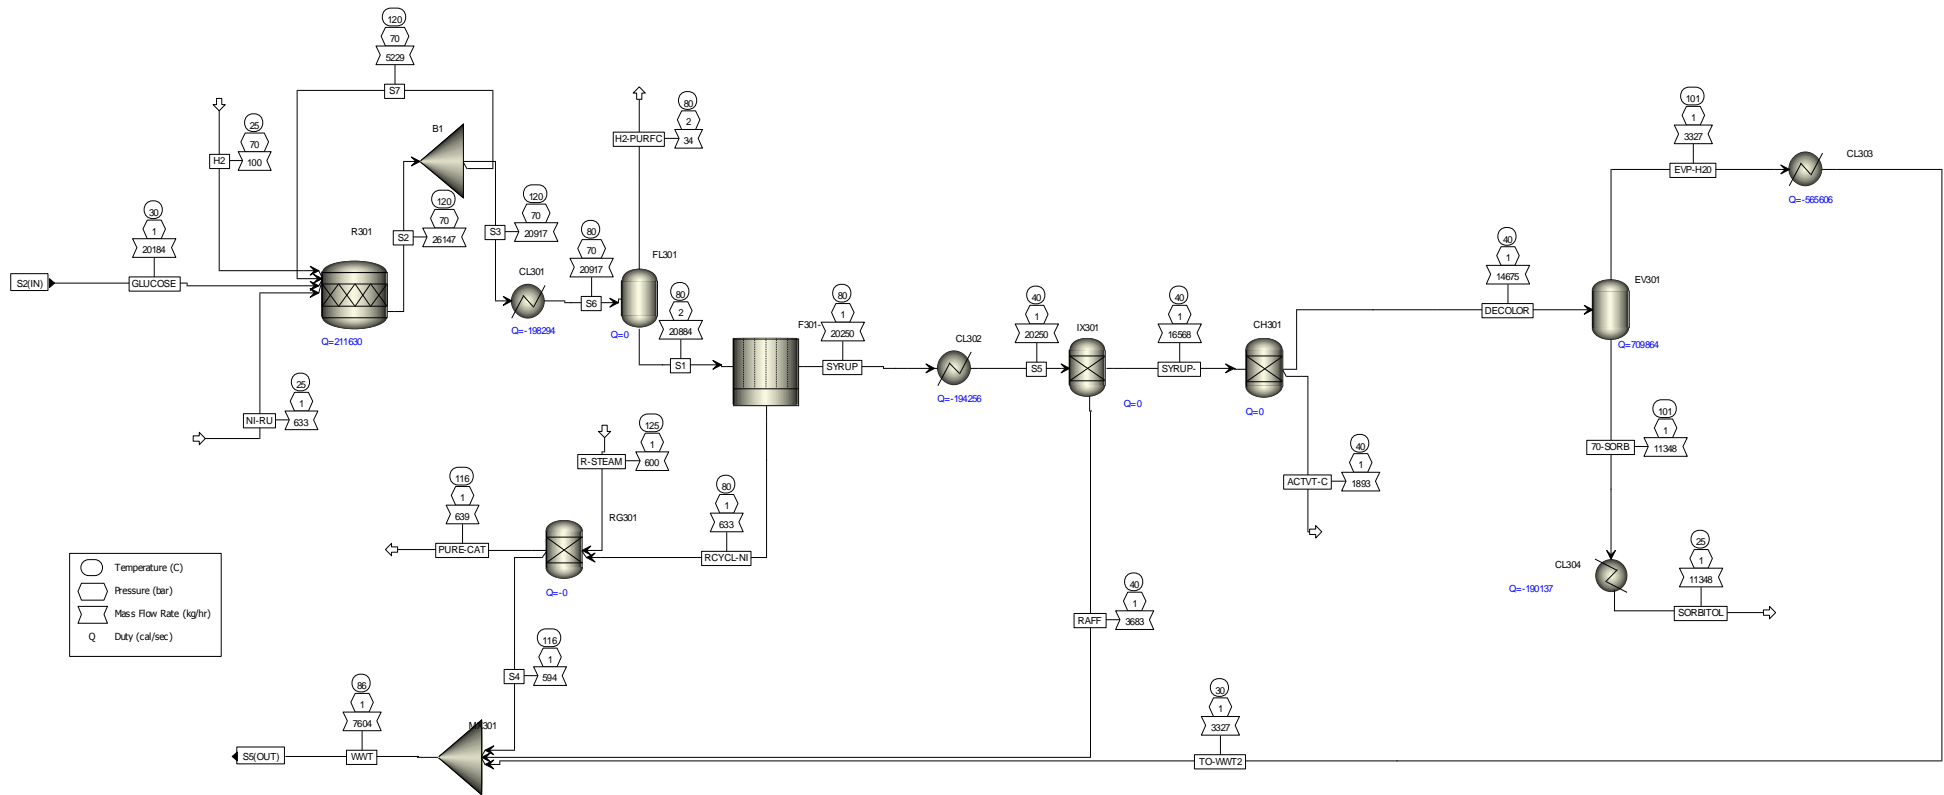 120
70
5229
S7
H2
25
70
100
B1
120
70
26147
S2
S3
120
70
20917
30
1
20184
GLUCOSE
S2(IN)
R301
Q=211630
NI-RU
25
1
633
CL301
Q=-198294
80
70
20917
S6
H2-PURFC
80
2
34
FL301
Q=0
80
2
20884
S1
F301-
80
1
20250
SYRUP
CL302
Q=-194256
40
1
20250
S5
IX301
Q=0
40
1
16568
SYRUP-
CH301
Q=0
40
1
14675
DECOLOR
ACTVT-C
40
1
1893
101
1
3327
EVP-H20
CL303
Q=-565606
EV301
Q=709864
70-SORB
101
1
11348
CL304
Q=-190137
25
1
11348
SORBITOL
R-STEAM
125
1
600
RG301
Q=-0
80
1
633
RCYCL-NI
116
1
639
PURE-CAT
S4
116
1
594
RAFF
40
1
3683
30
1
3327
TO-WWT2
86
1
7604
WWT
S5(OUT)
Temperature (C)
Pressure (bar)
Mass Flow Rate (kg/hr)
Q Duty (cal/sec)